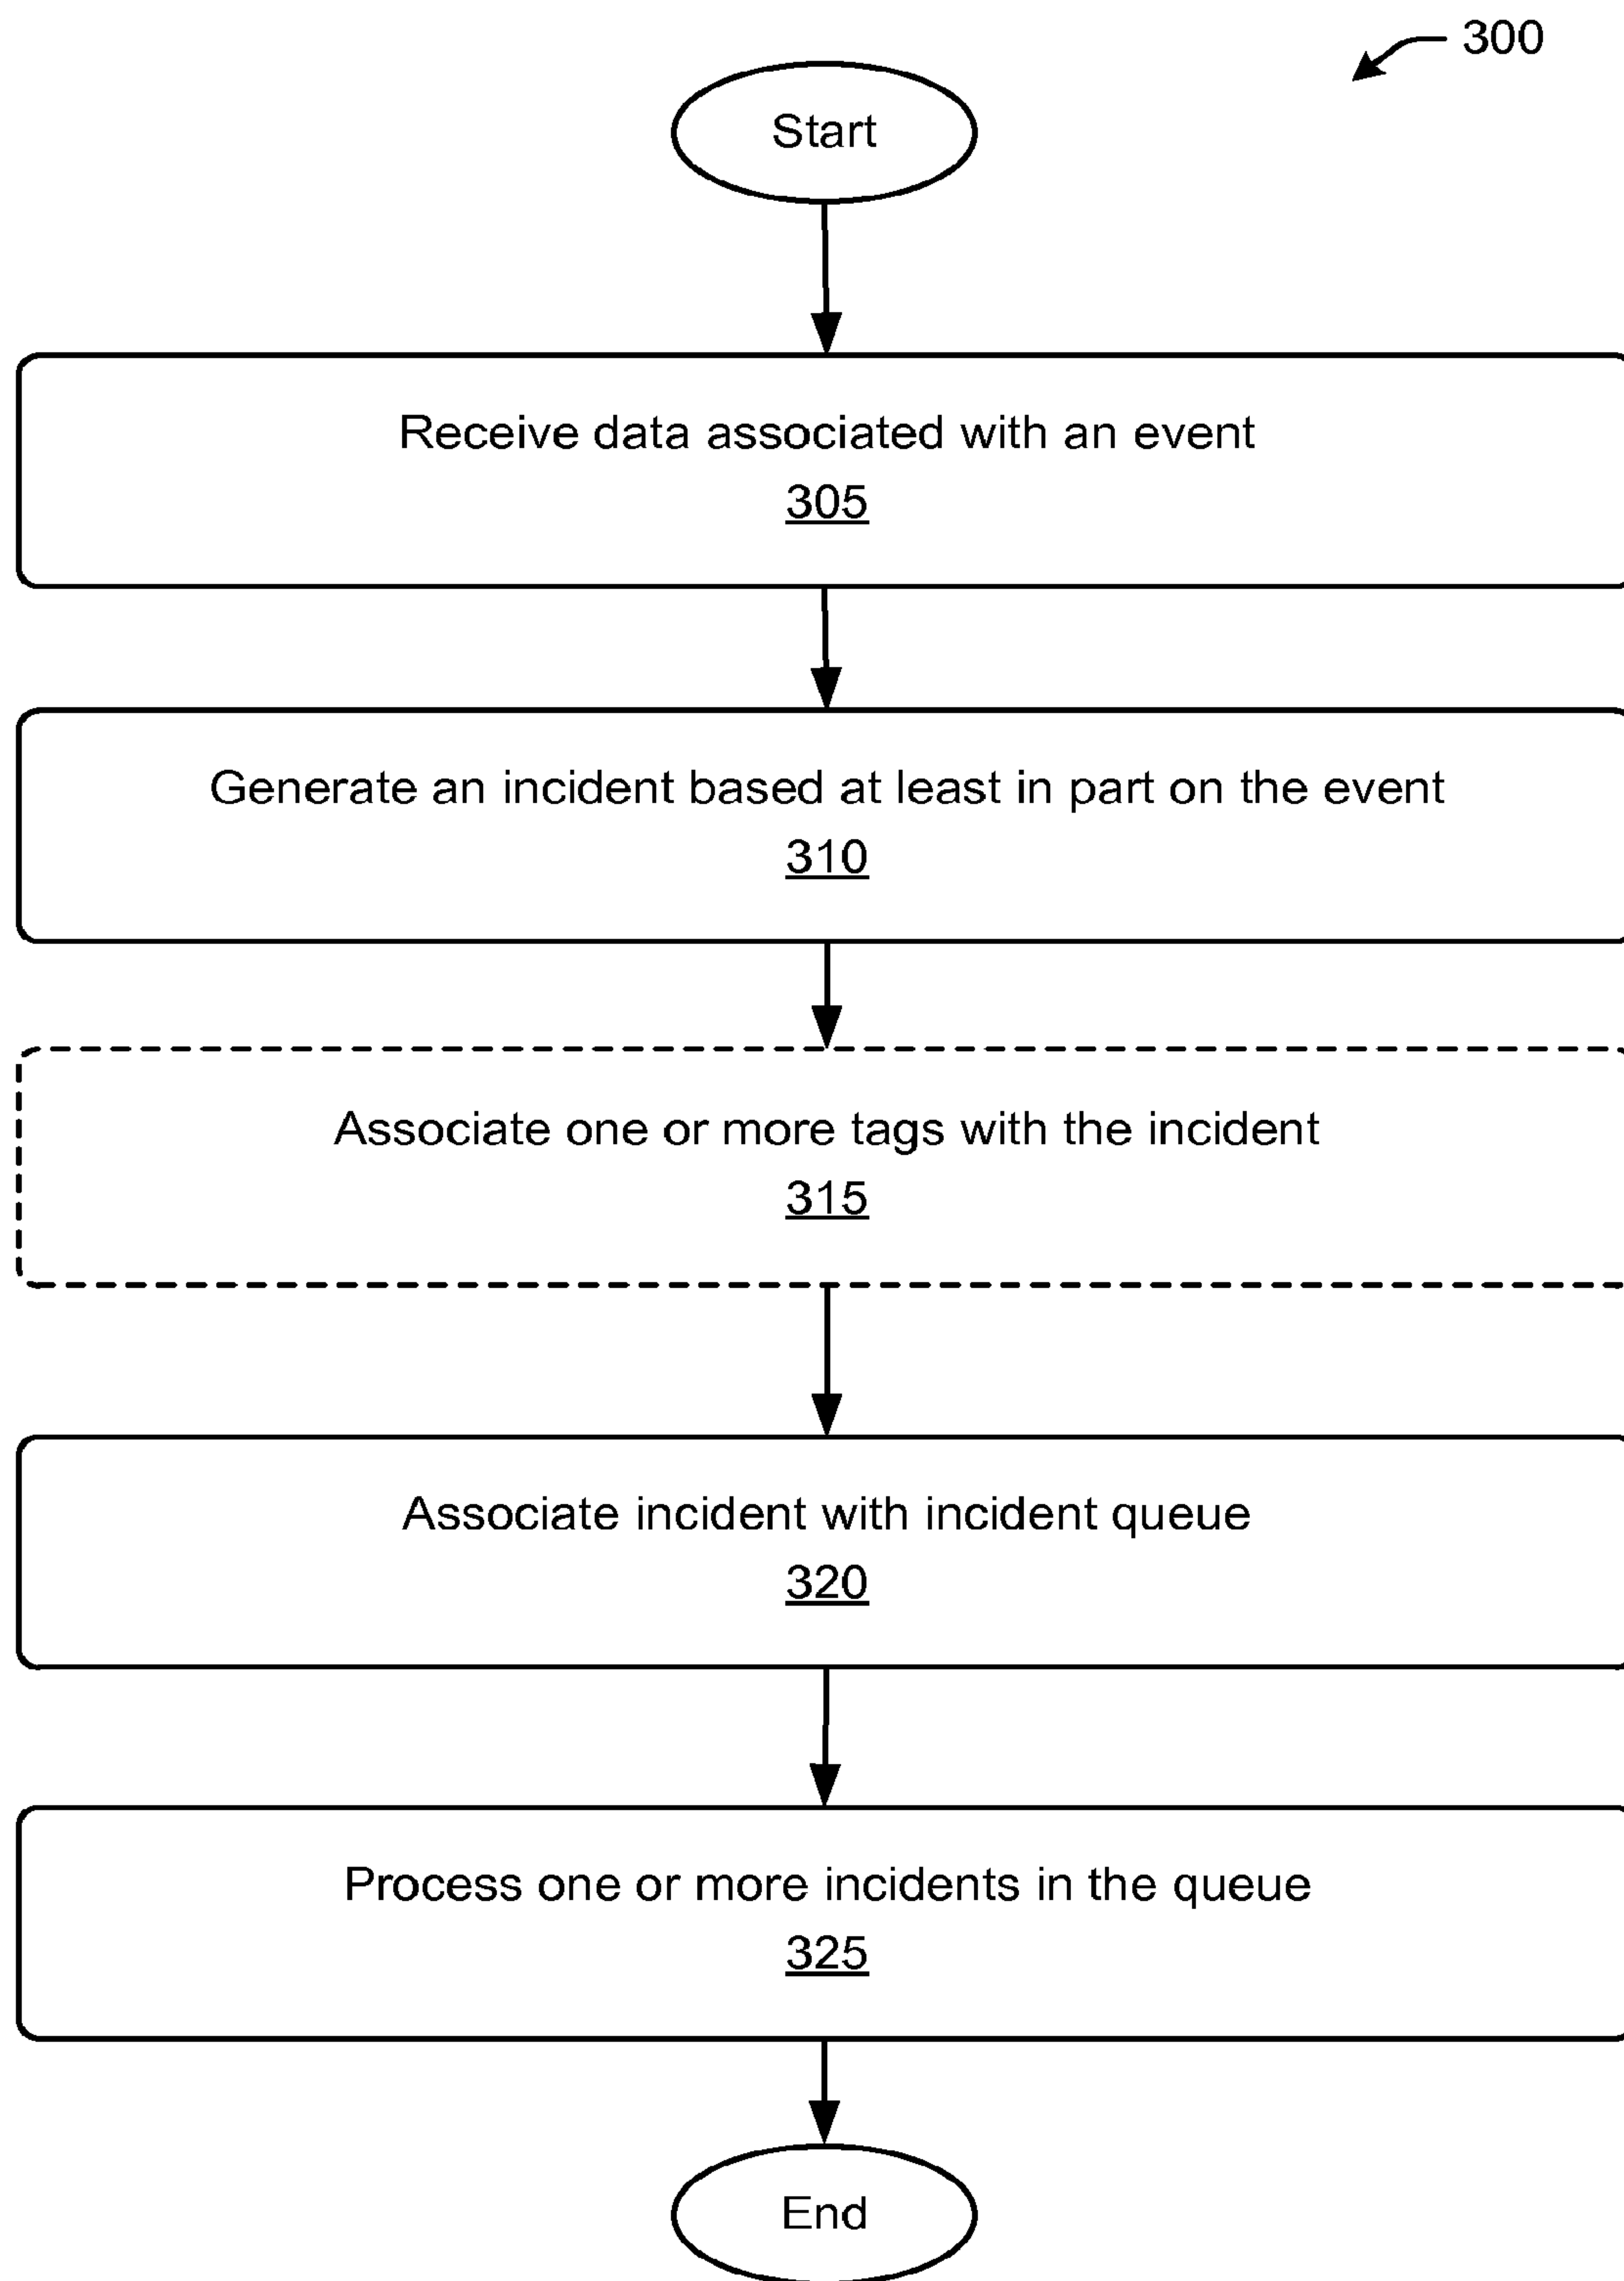 300
Start
Receive data associated with an event
305
Generate an incident based at least in part on the event
310
Associate one or more tags with the incident
315
Associate incident with incident queue
320
Process one or more incidents in the queue
325
End